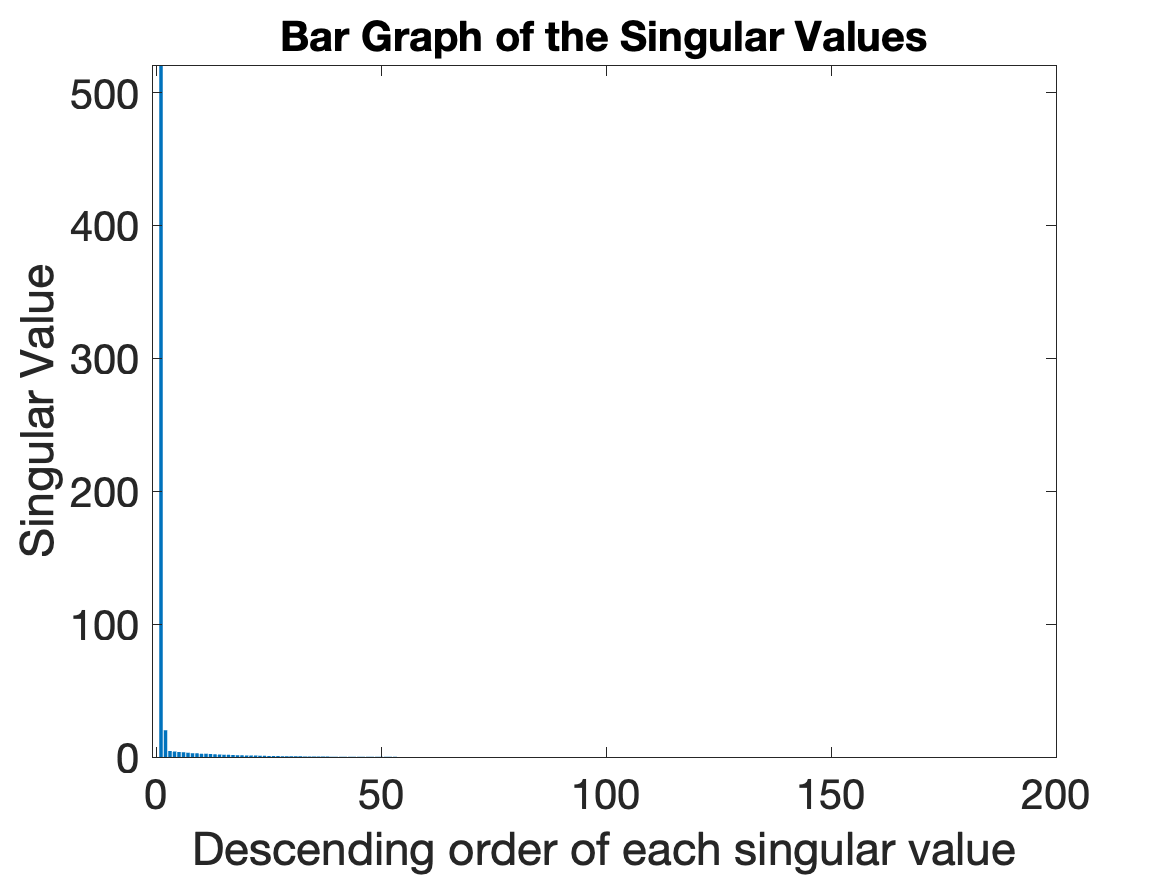 Bar Graph of the Singular Values
500
400
300
200
100
0
Singular Value
0 50 100 150 200
Descending order of each singular value